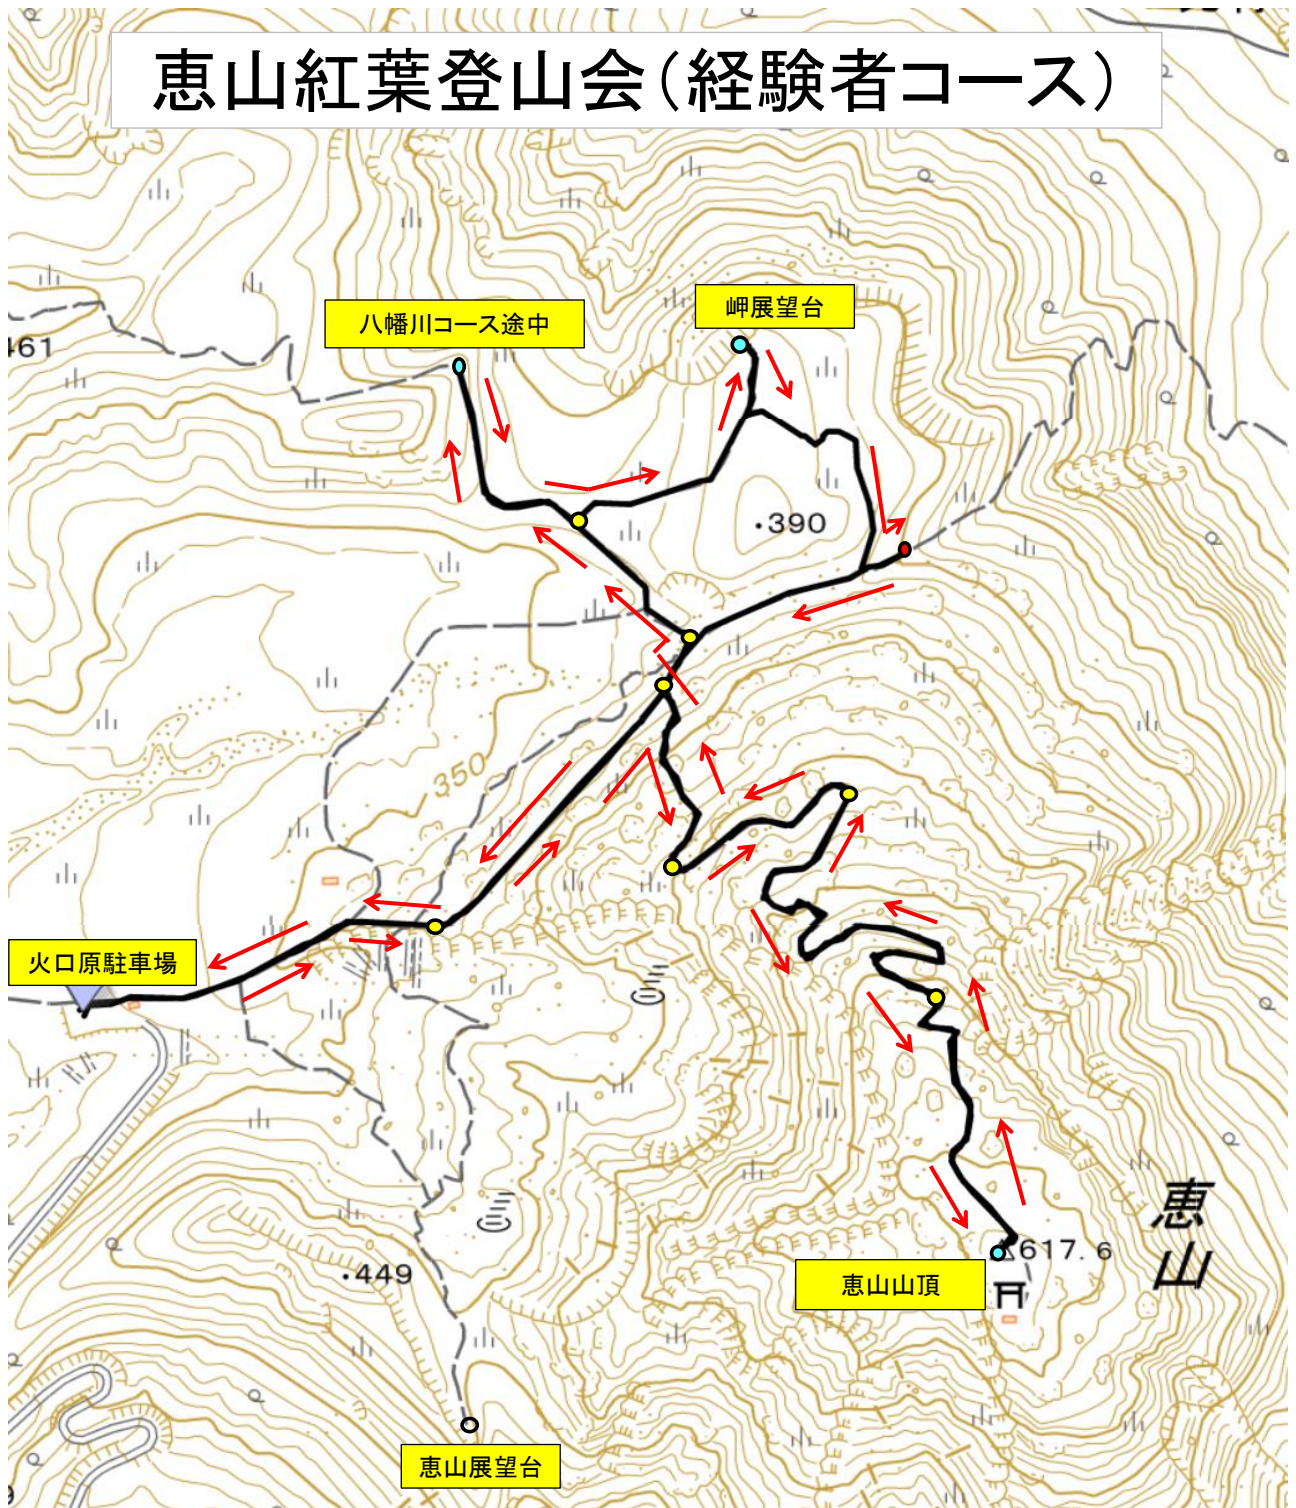 恵山紅葉登山会（経験者コース）
八幡川コース途中
岬展望台
461
・390
350
火口原駐車場
恵山
617.6
恵山山頂
・449
恵山展望台